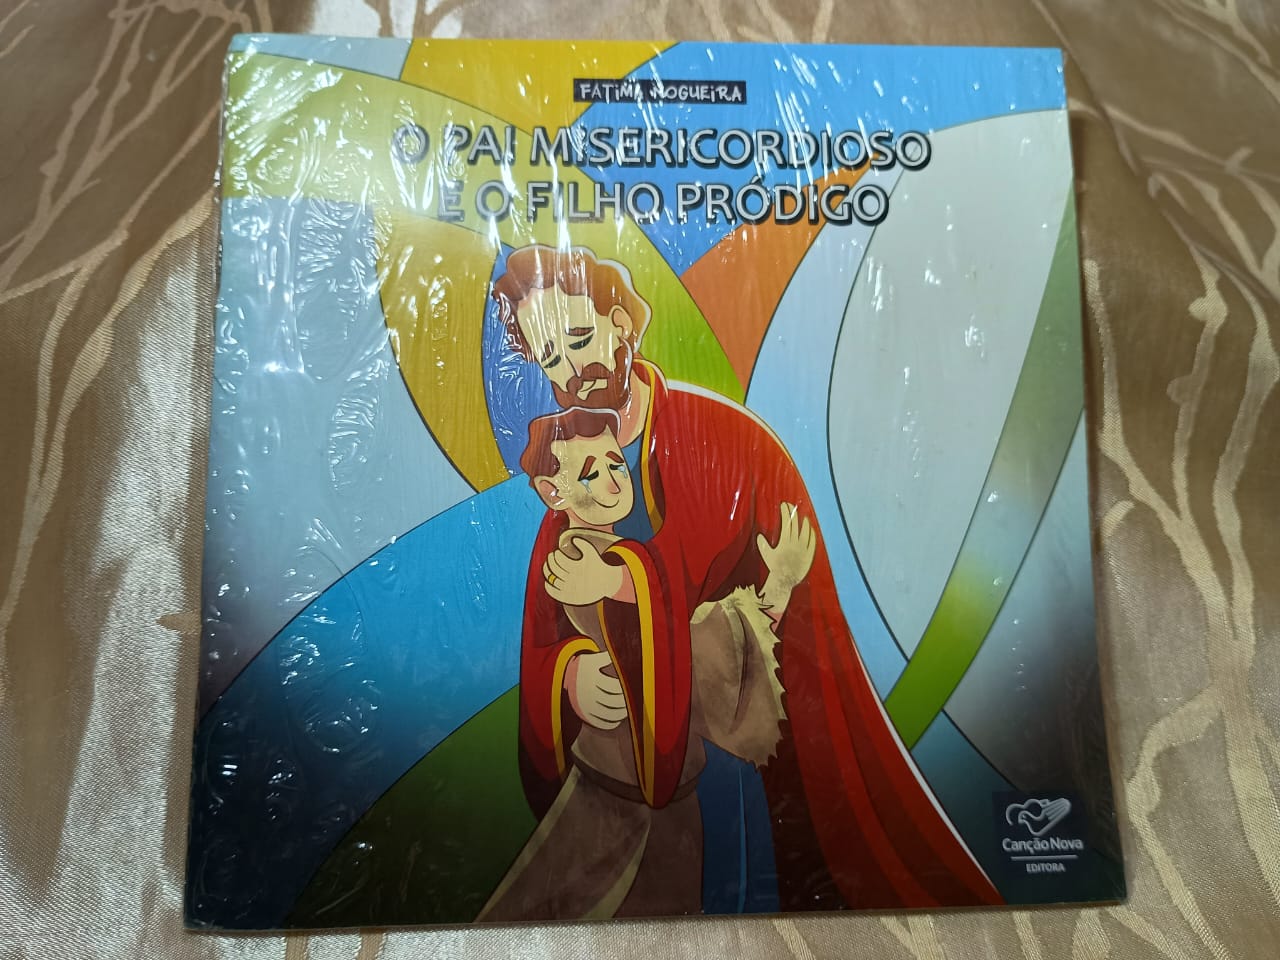 FATIMA NOGUEIRA
O PAI MISERICORDIOSO
E O FILHO PRÓDIGO
Canção Nova
EDITORA